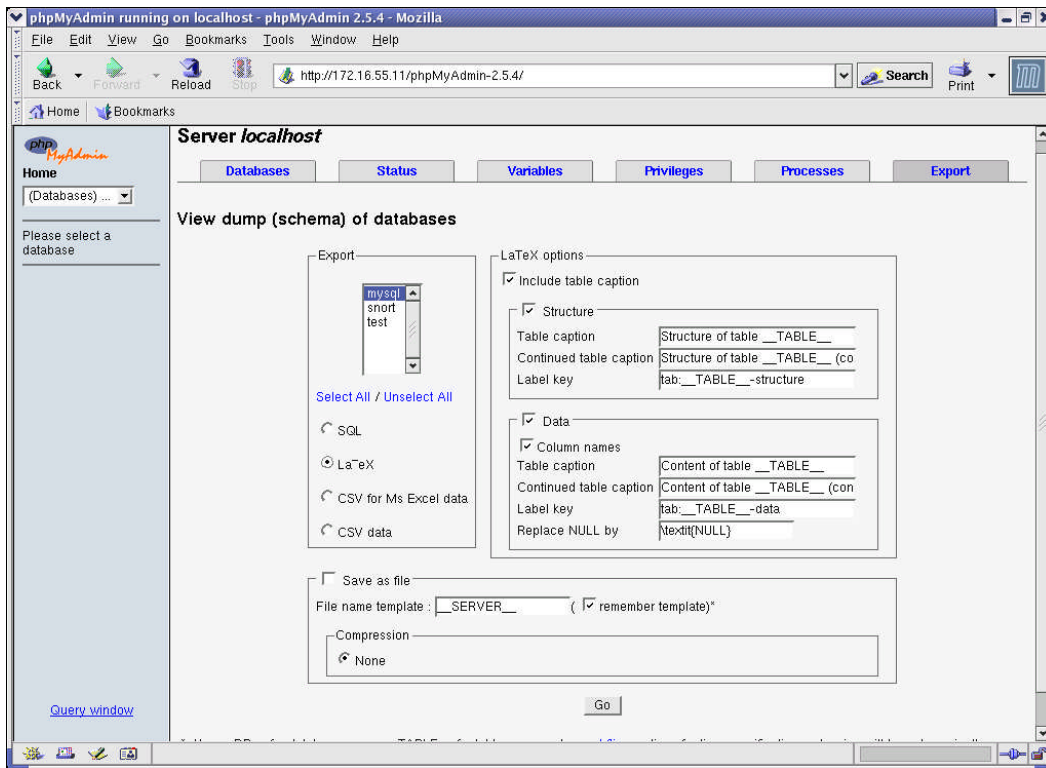 phpMyAdmin running on localhost - phpMyAdmin 2.5.4 - Mozilla
File Edit View Go Bookmarks Tools Window Help
Back Forward Reload Stop http://172.16.55.11/phpMyAdmin-2.5.4/ Search Print
Home Bookmarks
php
MyAdmin
Home
(Databases) ...
Please select a
database
Query window
Server localhost
Databases Status Variables Privileges Processes Export
View dump (schema) of databases
Export
mysql
snort
test
Select All / Unselect All
SQL
LaTeX
CSV for Ms Excel data
CSV data
LaTeX options
Include table caption
Structure
Table caption Structure of table __TABLE__
Continued table caption Structure of table __TABLE__ (co
Label key tab:__TABLE__-structure
Data
Column names
Table caption Content of table __TABLE__
Continued table caption Content of table __TABLE__ (con
Label key tab:__TABLE__-data
Replace NULL by \textit{NULL}
Save as file
File name template : __SERVER__ ( remember template)*
Compression
None
Go